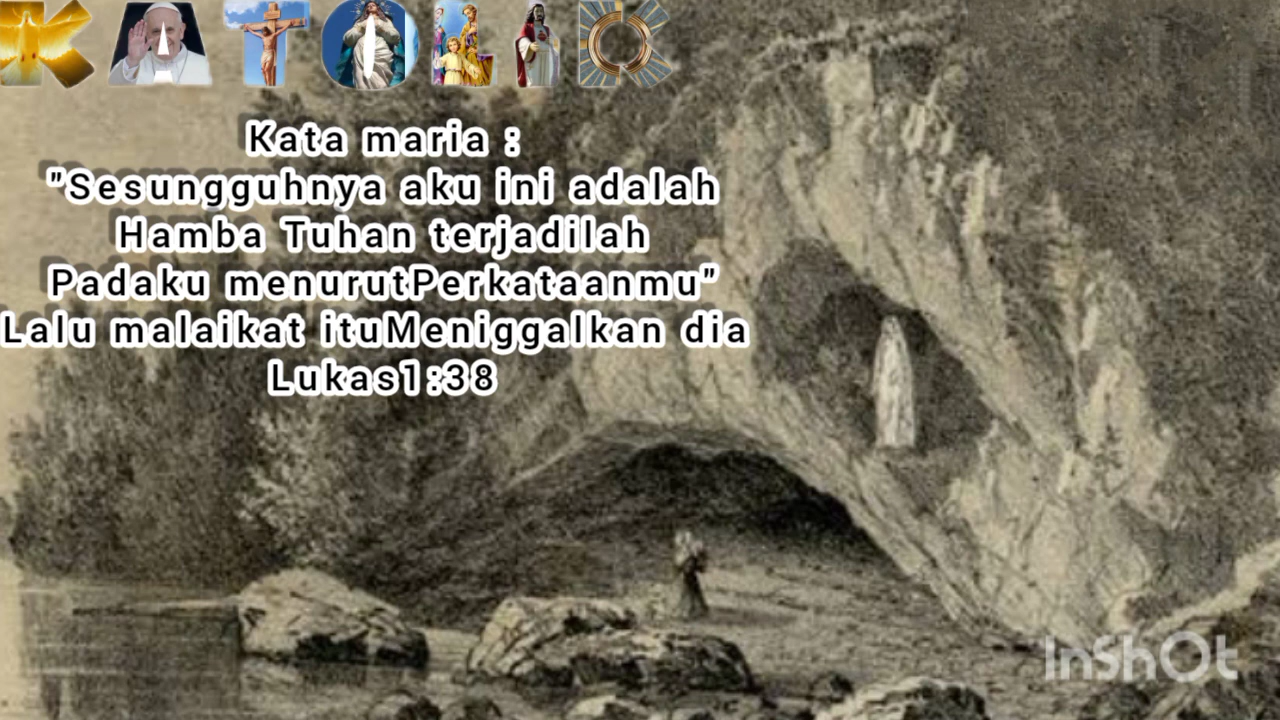 KATOLIK
Kata maria :
"Sesungguhnya aku ini adalah
Hamba Tuhan terjadilah
Padaku menurutPerkataanmu"
Lalu malaikat ituMeniggalkan dia
Lukas1:38
InShOt